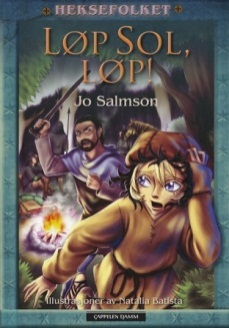 HEKSEFOLKET
LØP SOL,
LØP!
Jo Salmson
Illustrasjoner av Natalia Batista
CAPPELEN DAMM